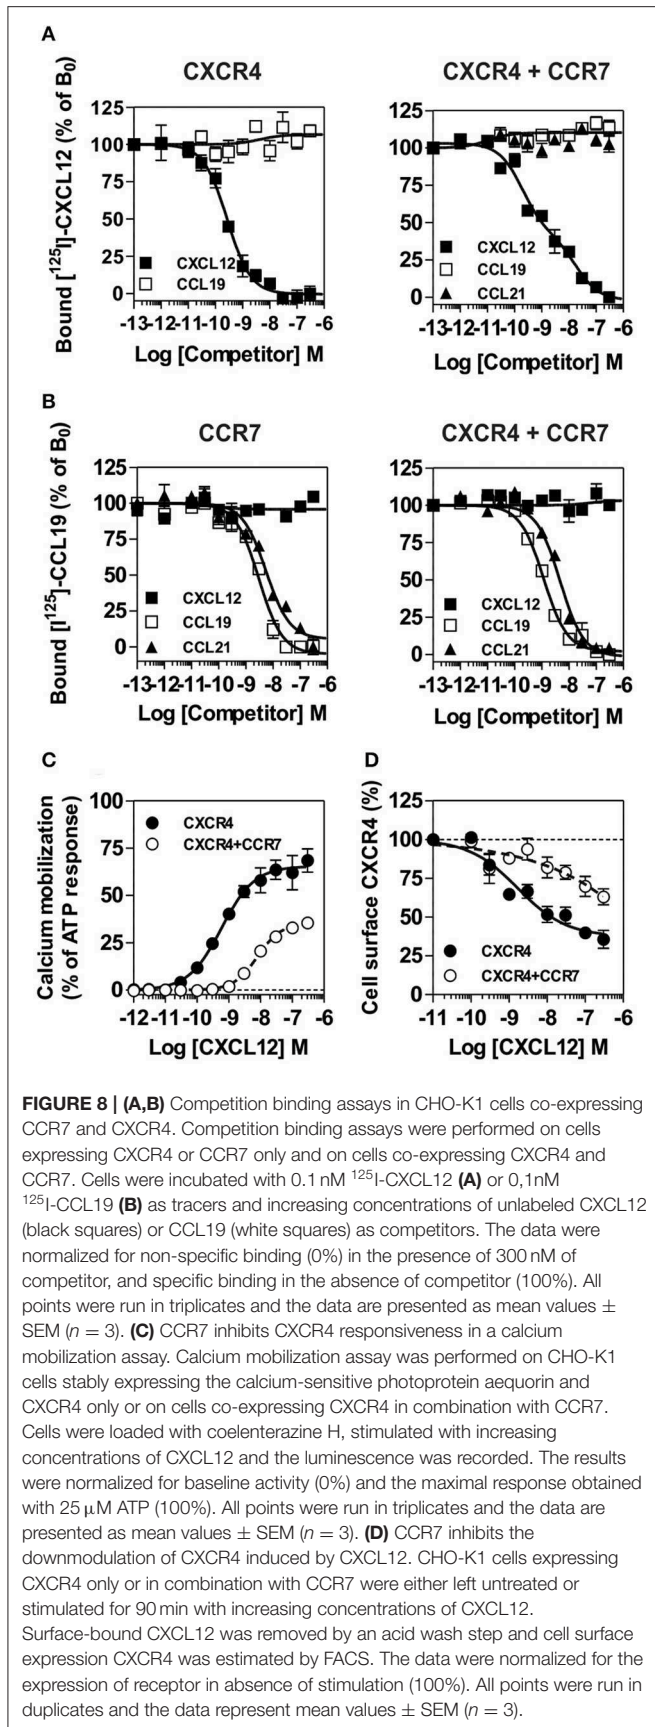 A
CXCR4
CXCR4 + CCR7
Bound [¹²⁵I]-CXCL12 (% of B₀)
125
100
75
50
25
0
CXCL12
CCL19
-13 -12 -11 -10 -9 -8 -7 -6
Log [Competitor] M
125
100
75
50
25
0
CXCL12
CCL19
CCL21
-13 -12 -11 -10 -9 -8 -7 -6
Log [Competitor] M
B
CCR7
CXCR4 + CCR7
Bound [I¹²⁵]-CCL19 (% of B₀)
125
100
75
50
25
0
CXCL12
CCL19
CCL21
-13 -12 -11 -10 -9 -8 -7 -6
Log [Competitor] M
125
100
75
50
25
0
CXCL12
CCL19
CCL21
-13 -12 -11 -10 -9 -8 -7 -6
Log [Competitor] M
C
Calcium mobilization
(% of ATP response)
100
75
50
25
0
CXCR4
CXCR4+CCR7
-12 -11 -10 -9 -8 -7 -6
Log [CXCL12] M
D
Cell surface CXCR4 (%)
125
100
75
50
25
0
CXCR4
CXCR4+CCR7
-11 -10 -9 -8 -7 -6
Log [CXCL12] M
FIGURE 8 | (A,B) Competition binding assays in CHO-K1 cells co-expressing
CCR7 and CXCR4. Competition binding assays were performed on cells
expressing CXCR4 or CCR7 only and on cells co-expressing CXCR4 and
CCR7. Cells were incubated with 0.1 nM ¹²⁵I-CXCL12 (A) or 0,1nM
¹²⁵I-CCL19 (B) as tracers and increasing concentrations of unlabeled CXCL12
(black squares) or CCL19 (white squares) as competitors. The data were
normalized for non-specific binding (0%) in the presence of 300 nM of
competitor, and specific binding in the absence of competitor (100%). All
points were run in triplicates and the data are presented as mean values ±
SEM (n = 3). (C) CCR7 inhibits CXCR4 responsiveness in a calcium
mobilization assay. Calcium mobilization assay was performed on CHO-K1
cells stably expressing the calcium-sensitive photoprotein aequorin and
CXCR4 only or on cells co-expressing CXCR4 in combination with CCR7.
Cells were loaded with coelenterazine H, stimulated with increasing
concentrations of CXCL12 and the luminescence was recorded. The results
were normalized for baseline activity (0%) and the maximal response obtained
with 25 μM ATP (100%). All points were run in triplicates and the data are
presented as mean values ± SEM (n = 3). (D) CCR7 inhibits the
downmodulation of CXCR4 induced by CXCL12. CHO-K1 cells expressing
CXCR4 only or in combination with CCR7 were either left untreated or
stimulated for 90 min with increasing concentrations of CXCL12.
Surface-bound CXCL12 was removed by an acid wash step and cell surface
expression CXCR4 was estimated by FACS. The data were normalized for the
expression of receptor in absence of stimulation (100%). All points were run in
duplicates and the data represent mean values ± SEM (n = 3).